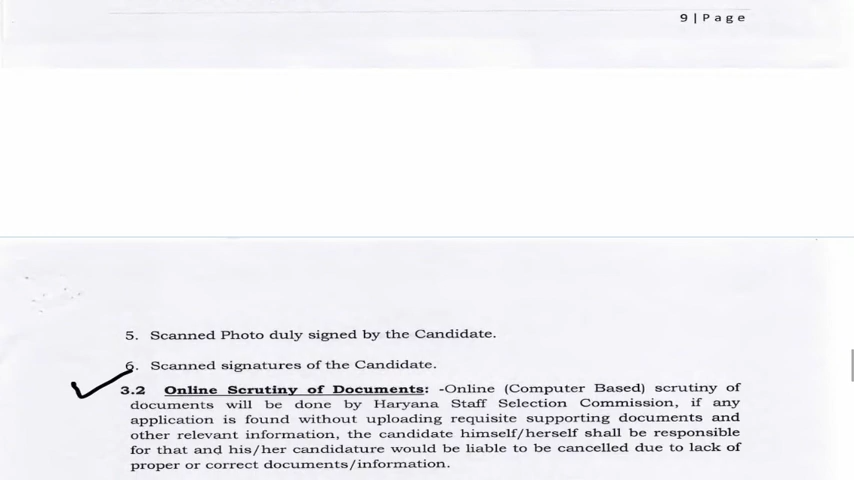 9 | P a g e
5. Scanned Photo duly signed by the Candidate.
6. Scanned signatures of the Candidate.
3.2 Online Scrutiny of Documents: -Online (Computer Based) scrutiny of
documents will be done by Haryana Staff Selection Commission, if any
application is found without uploading requisite supporting documents and
other relevant information, the candidate himself/herself shall be responsible
for that and his/her candidature would be liable to be cancelled due to lack of
proper or correct documents/information.